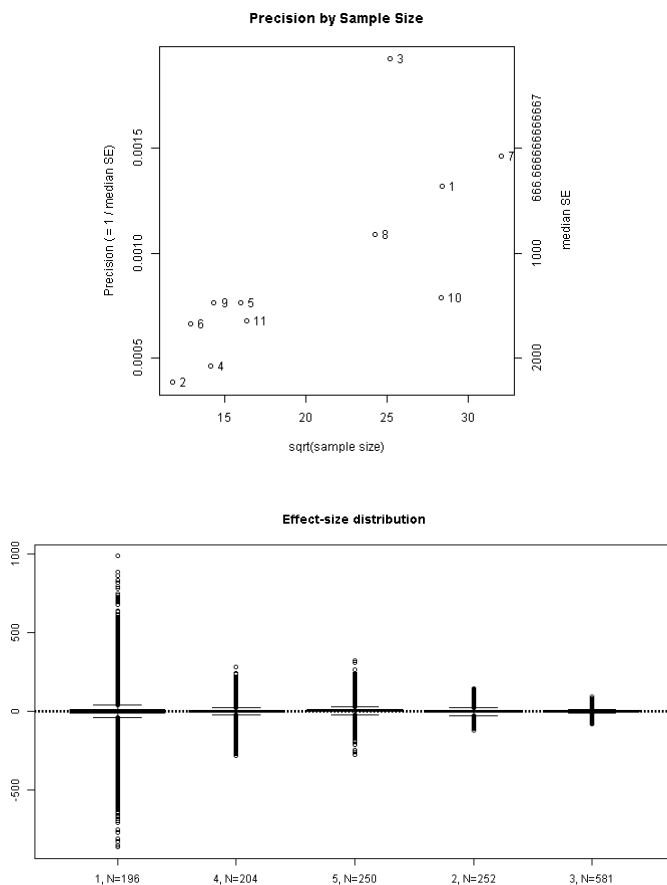 Precision by Sample Size
Precision ( = 1 / median SE)
0.0015
0.0010
0.0005
3
7
1
8
10
9
5
6
11
4
2
666.666666666667
1000
2000
median SE
15
20
25
30
sqrt(sample size)
Effect-size distribution
1000
500
0
-500
1, N=196
4, N=204
5, N=250
2, N=252
3, N=581